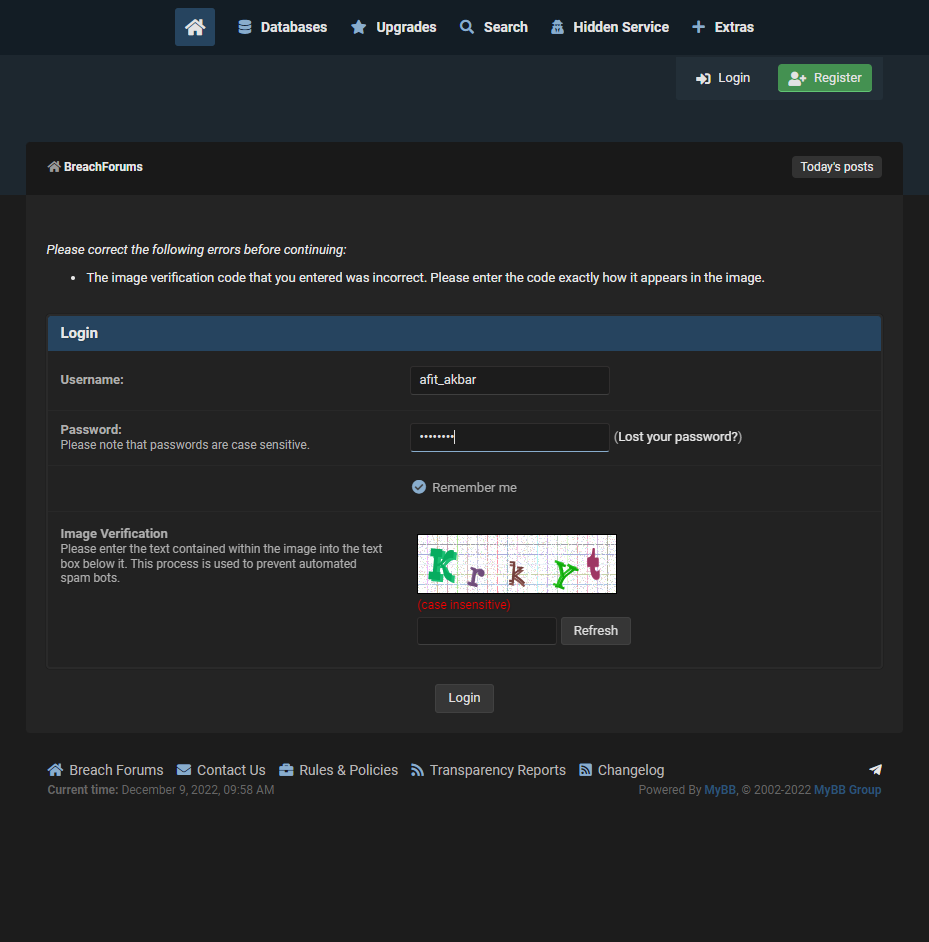 Databases Upgrades Search Hidden Service Extras
Login Register
BreachForums Today's posts
Please correct the following errors before continuing:
The image verification code that you entered was incorrect. Please enter the code exactly how it appears in the image.
Login
Username: afit_akbar
Password:
Please note that passwords are case sensitive.
(Lost your password?)
Remember me
Image Verification
Please enter the text contained within the image into the text
box below it. This process is used to prevent automated
spam bots.
K r k y t
(case insensitive)
Refresh
Login
Breach Forums Contact Us Rules & Policies Transparency Reports Changelog
Current time: December 9, 2022, 09:58 AM
Powered By MyBB, © 2002-2022 MyBB Group